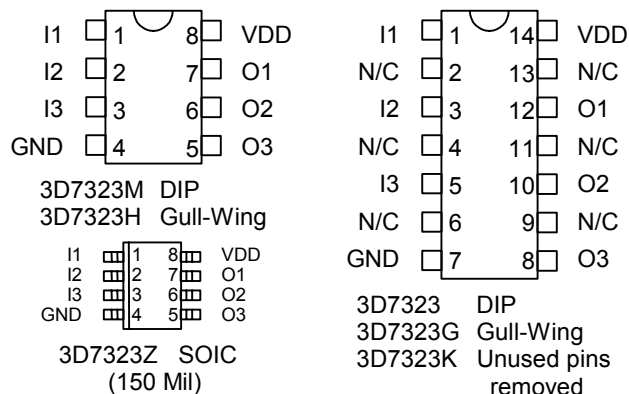 I1 1 8 VDD
I2 2 7 O1
I3 3 6 O2
GND 4 5 O3
3D7323M DIP
3D7323H Gull-Wing
I1 1 8 VDD
I2 2 7 O1
I3 3 6 O2
GND 4 5 O3
3D7323Z SOIC
(150 Mil)
I1 1 14 VDD
N/C 2 13 N/C
I2 3 12 O1
N/C 4 11 N/C
I3 5 10 O2
N/C 6 9 N/C
GND 7 8 O3
3D7323 DIP
3D7323G Gull-Wing
3D7323K Unused pins
removed